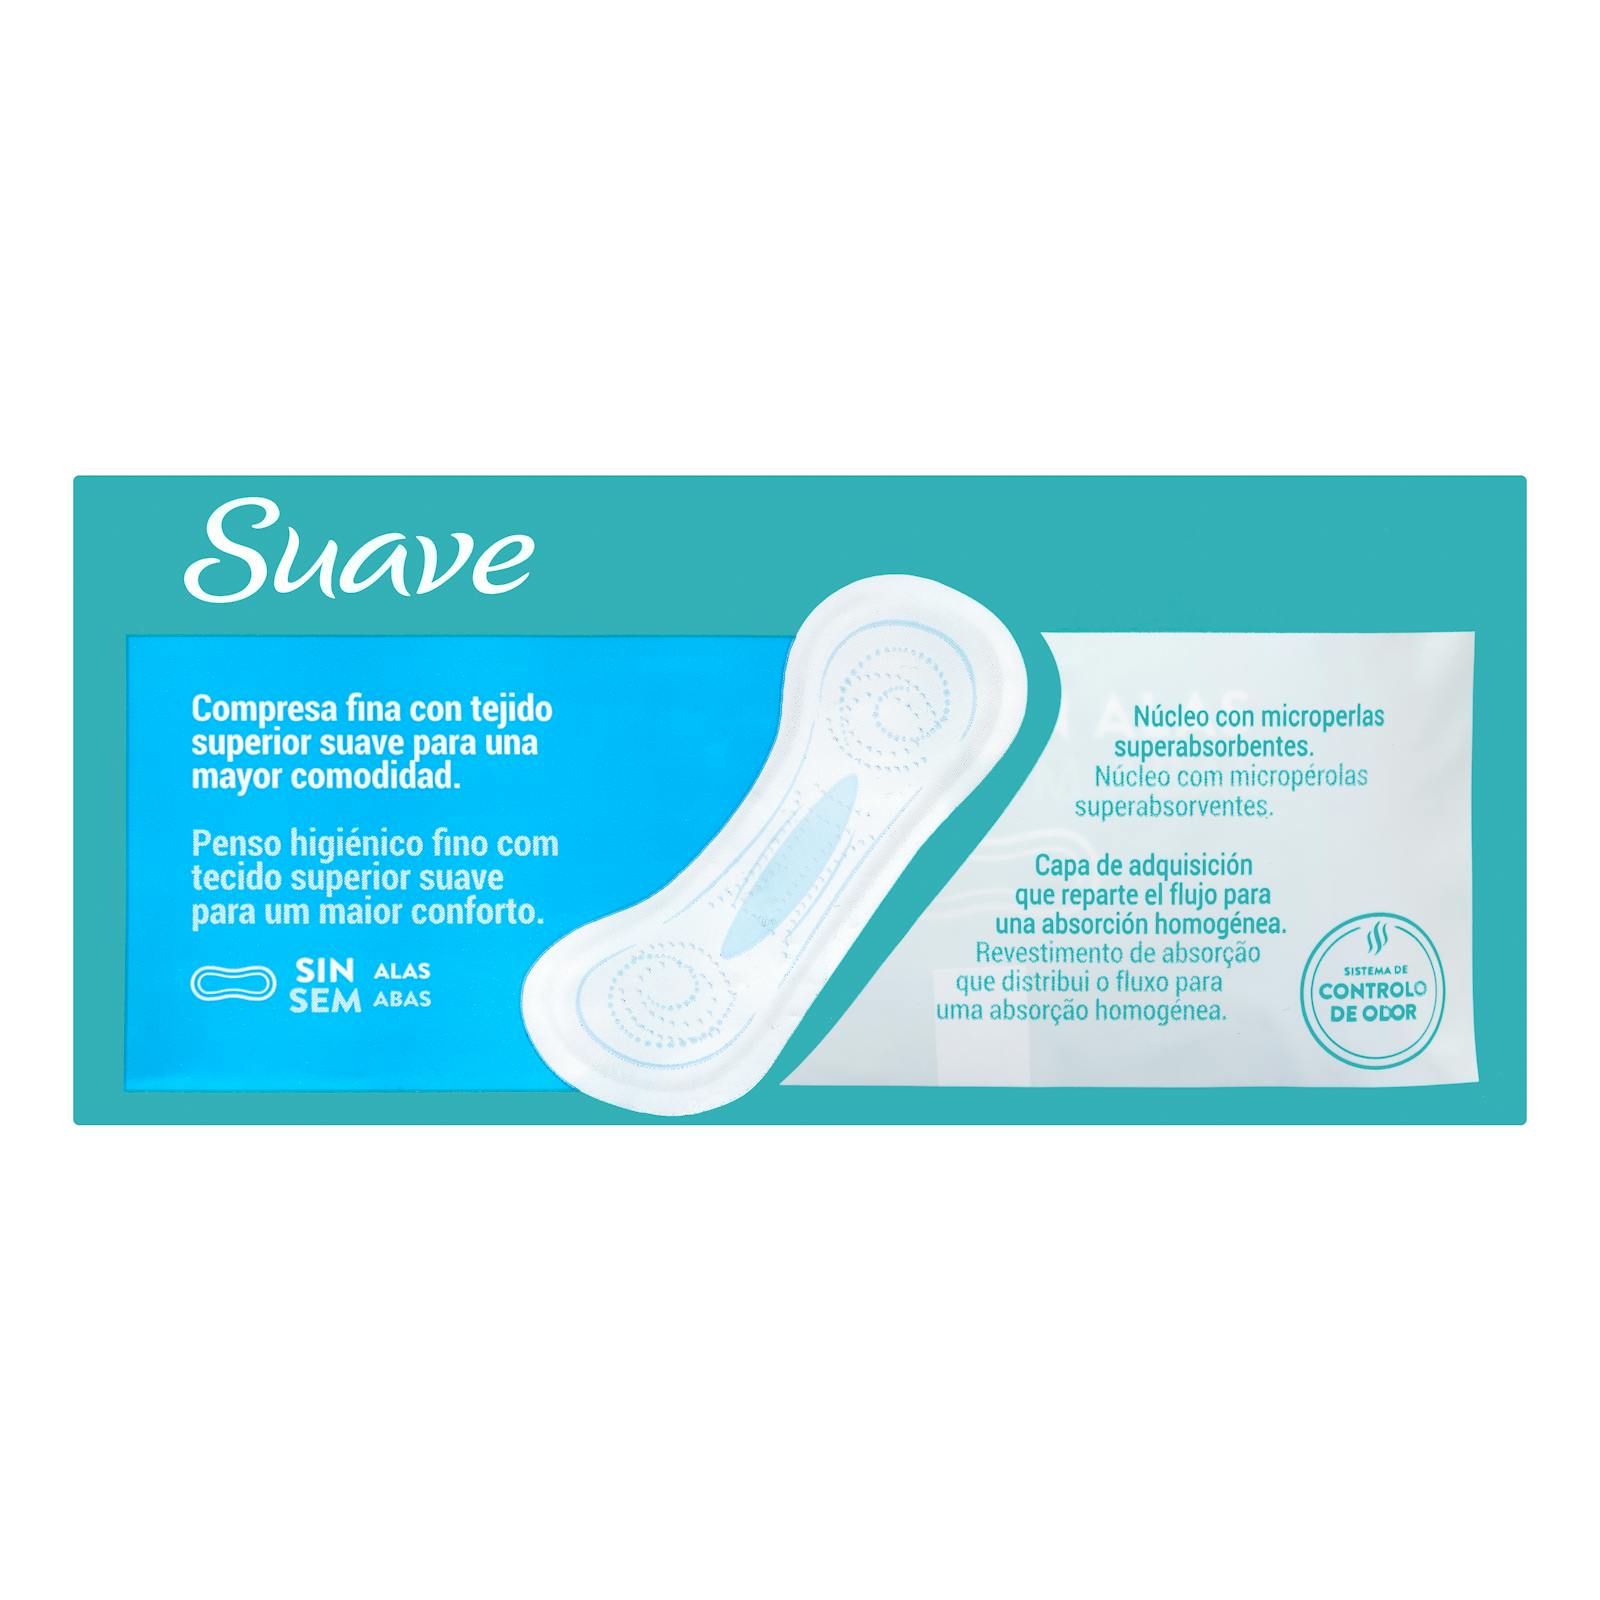 Suave
Compresa fina con tejido
superior suave para una
mayor comodidad.
Penso higiénico fino com
tecido superior suave
para um maior conforto.
SIN ALAS
SEM ABAS
Núcleo con microperlas
superabsorbentes.
Núcleo com micropérolas
superabsorventes.
Capa de adquisición
que reparte el flujo para
una absorción homogénea.
Revestimento de absorção
que distribui o fluxo para
uma absorção homogénea.
SISTEMA DE
CONTROLO
DE ODOR
ALAS